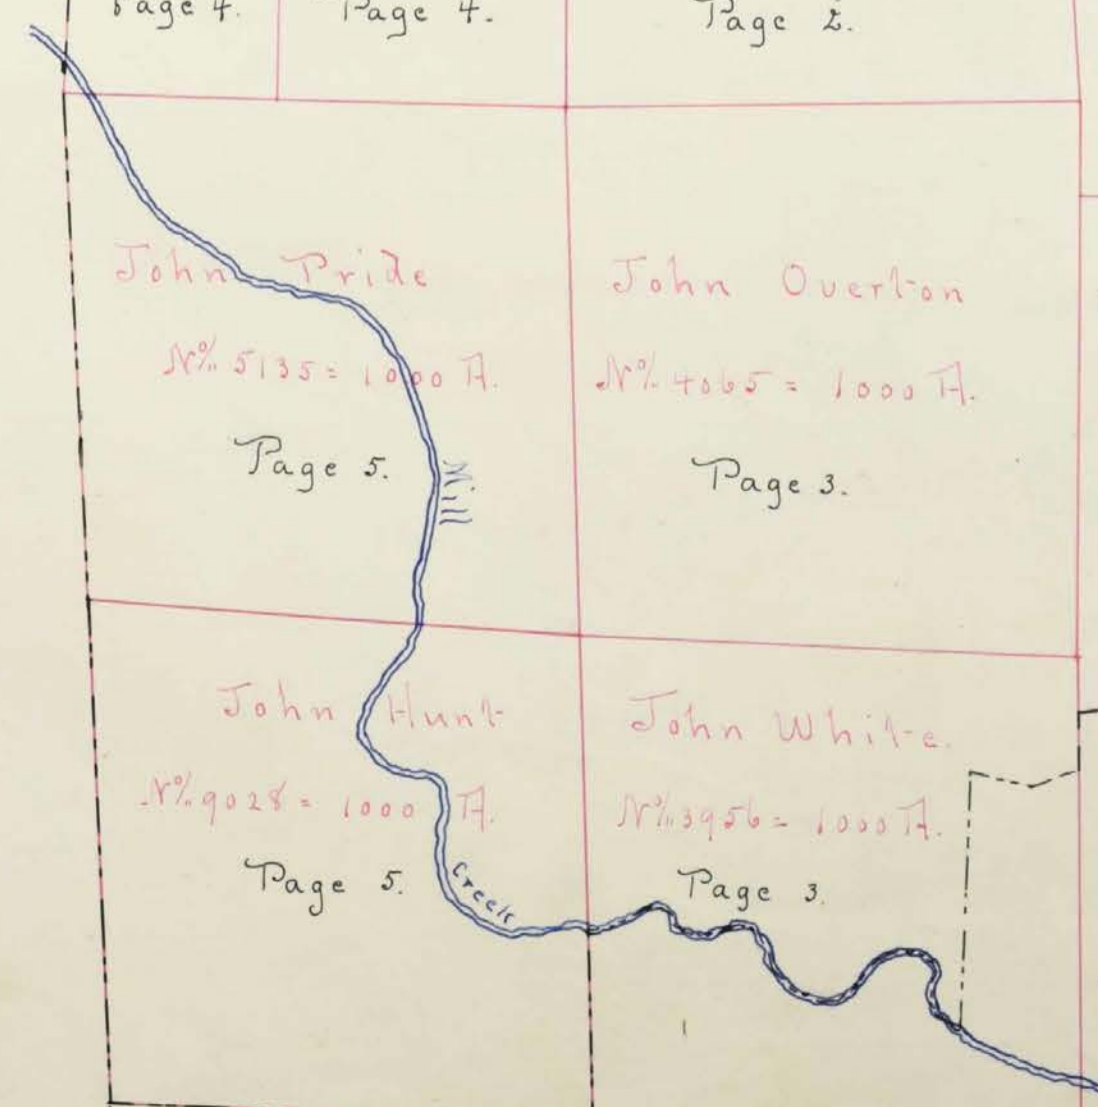 Page 4.
Page 4.
Page 2.
John Pride
No. 5135 = 1000 A.
Page 5.
Mill
John Overton
No. 4065 = 1000 A.
Page 3.
John Hunt
No. 9028 = 1000 A.
Page 5.
Creek
John White.
No. 3956 = 1000 A.
Page 3.